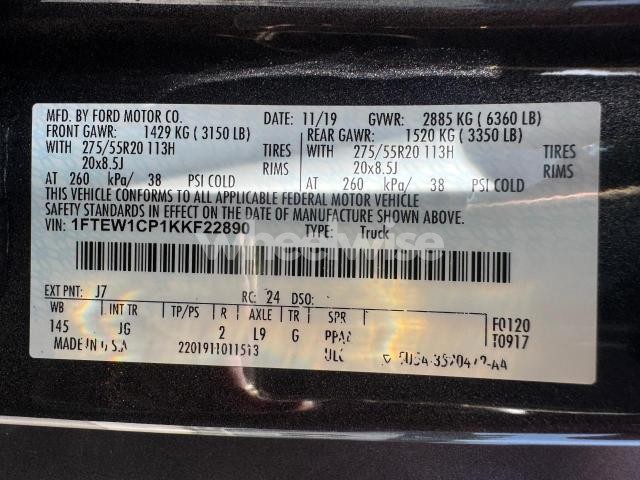 MFD. BY FORD MOTOR CO. DATE: 11/19 GVWR: 2885 KG ( 6360 LB)
FRONT GAWR: 1429 KG ( 3150 LB) REAR GAWR: 1520 KG ( 3350 LB)
WITH 275/55R20 113H TIRES WITH 275/55R20 113H TIRES
20x8.5J RIMS 20x8.5J RIMS
AT 260 kPa/ 38 PSI COLD AT 260 kPa/ 38 PSI COLD
THIS VEHICLE CONFORMS TO ALL APPLICABLE FEDERAL MOTOR VEHICLE
SAFETY STANDARDS IN EFFECT ON THE DATE OF MANUFACTURE SHOWN ABOVE.
VIN: 1FTEW1CP1KKF22890 TYPE: Truck
Wheelwise
EXT PNT: J7 RC: 24 DSO:
WB INT TR TP/PS R AXLE TR SPR
145 JG 2 L9 G F0120
MADE IN U.S.A 2201911011513 T0917